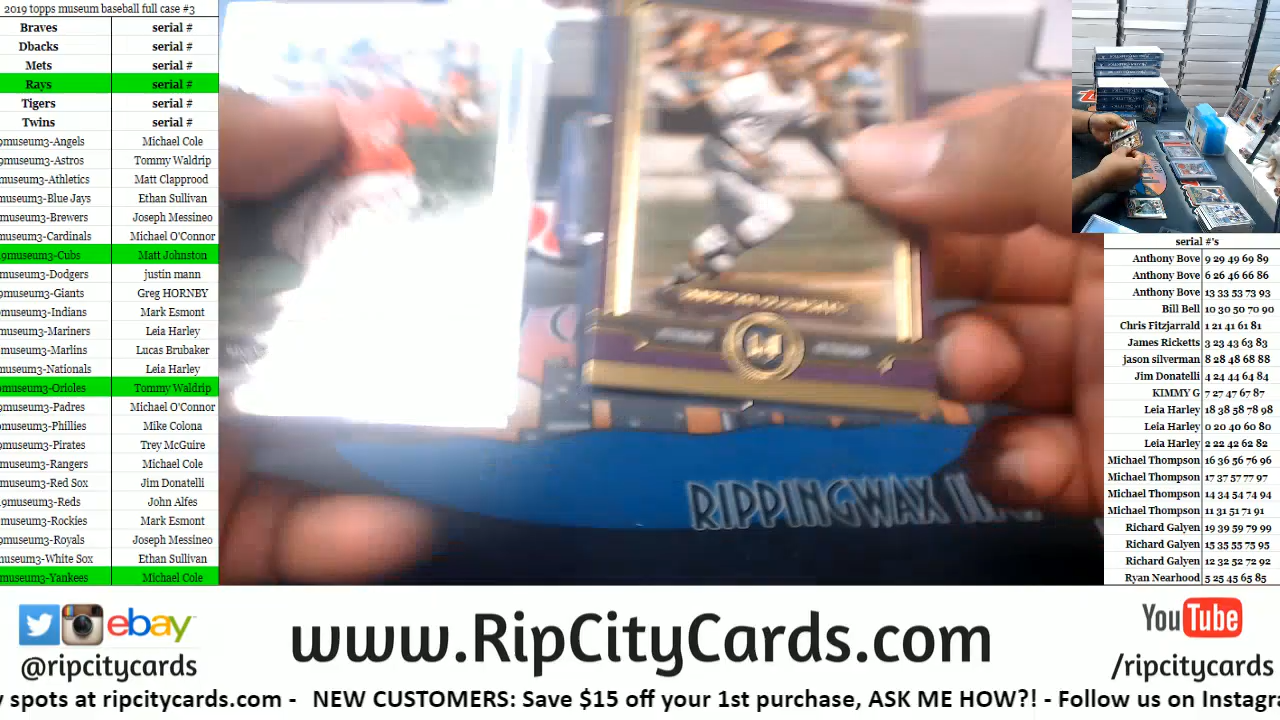 2019 topps museum baseball full case #3
Braves serial #
Dbacks serial #
Mets serial #
Rays serial #
Tigers serial #
Twins serial #
9museum3-Angels Michael Cole
museum3-Astros Tommy Waldrip
museum3-Athletics Matt Clapprood
museum3-Blue Jays Ethan Sullivan
museum3-Brewers Joseph Messineo
museum3-Cardinals Michael O'Connor
9museum3-Cubs Matt Johnston
museum3-Dodgers justin mann
9museum3-Giants Greg HORNBY
museum3-Indians Mark Esmont
museum3-Mariners Leia Harley
museum3-Marlins Lucas Brubaker
museum3-Nationals Leia Harley
museum3-Orioles Tommy Waldrip
museum3-Padres Michael O'Connor
museum3-Phillies Mike Colona
museum3-Pirates Trey McGuire
museum3-Rangers Michael Cole
museum3-Red Sox Jim Donatelli
9museum3-Reds John Alfes
museum3-Rockies Mark Esmont
museum3-Royals Joseph Messineo
museum3-White Sox Ethan Sullivan
museum3-Yankees Michael Cole
RIPPINGWAX
serial #'s
Anthony Bove 9 29 49 69 89
Anthony Bove 6 26 46 66 86
Anthony Bove 13 33 53 73 93
Bill Bell 10 30 50 70 90
Chris Fitzjarrald 1 21 41 61 81
James Ricketts 3 23 43 63 83
jason silverman 8 28 48 68 88
Jim Donatelli 4 24 44 64 84
KIMMY G 7 27 47 67 87
Leia Harley 18 38 58 78 98
Leia Harley 0 20 40 60 80
Leia Harley 2 22 42 62 82
Michael Thompson 16 36 56 76 96
Michael Thompson 17 37 57 77 97
Michael Thompson 14 34 54 74 94
Michael Thompson 11 31 51 71 91
Richard Galyen 19 39 59 79 99
Richard Galyen 15 35 55 75 95
Richard Galyen 12 32 52 72 92
Ryan Nearhood 5 25 45 65 85
ebay
@ripcitycards
www.RipCityCards.com
YouTube
/ripcitycards
y spots at ripcitycards.com - NEW CUSTOMERS: Save $15 off your 1st purchase, ASK ME HOW?! - Follow us on Instagra